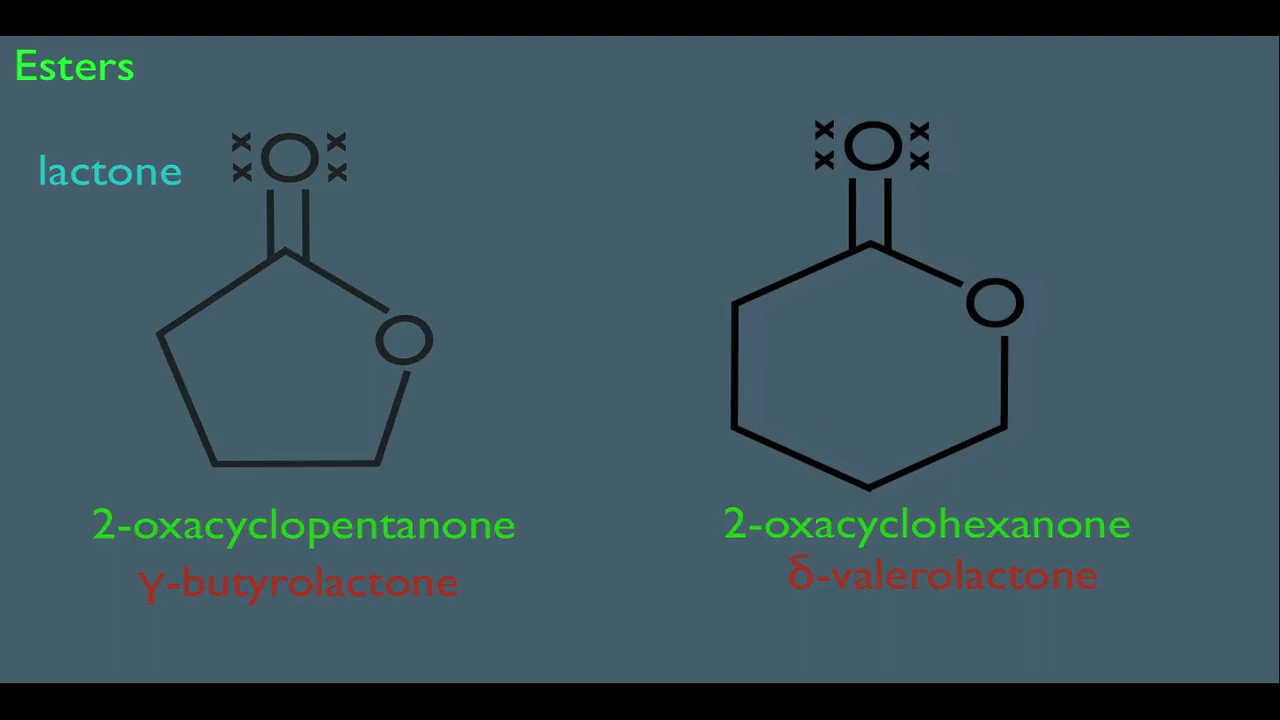 Esters
lactone
O
O
O
O
2-oxacyclopentanone
2-oxacyclohexanone
γ-butyrolactone
δ-valerolactone